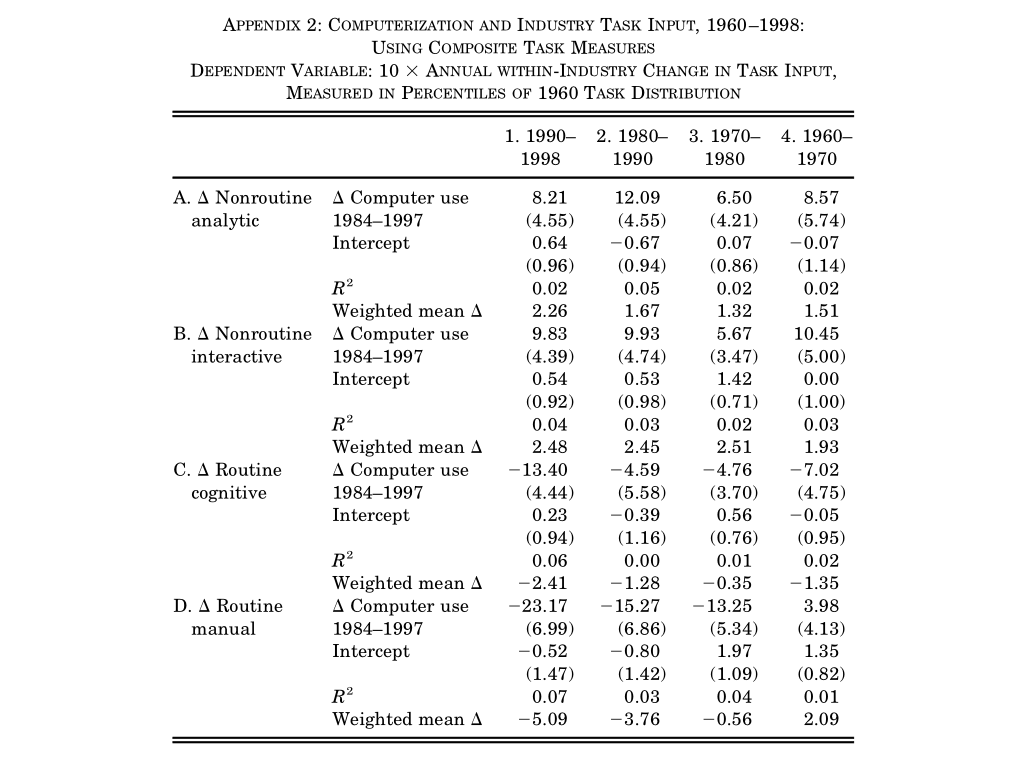 APPENDIX 2: COMPUTERIZATION AND INDUSTRY TASK INPUT, 1960–1998:
USING COMPOSITE TASK MEASURES
DEPENDENT VARIABLE: 10 × ANNUAL WITHIN-INDUSTRY CHANGE IN TASK INPUT,
MEASURED IN PERCENTILES OF 1960 TASK DISTRIBUTION
1. 1990– 2. 1980– 3. 1970– 4. 1960–
1998 1990 1980 1970
A. Δ Nonroutine Δ Computer use 8.21 12.09 6.50 8.57
analytic 1984–1997 (4.55) (4.55) (4.21) (5.74)
Intercept 0.64 −0.67 0.07 −0.07
(0.96) (0.94) (0.86) (1.14)
R² 0.02 0.05 0.02 0.02
Weighted mean Δ 2.26 1.67 1.32 1.51
B. Δ Nonroutine Δ Computer use 9.83 9.93 5.67 10.45
interactive 1984–1997 (4.39) (4.74) (3.47) (5.00)
Intercept 0.54 0.53 1.42 0.00
(0.92) (0.98) (0.71) (1.00)
R² 0.04 0.03 0.02 0.03
Weighted mean Δ 2.48 2.45 2.51 1.93
C. Δ Routine Δ Computer use −13.40 −4.59 −4.76 −7.02
cognitive 1984–1997 (4.44) (5.58) (3.70) (4.75)
Intercept 0.23 −0.39 0.56 −0.05
(0.94) (1.16) (0.76) (0.95)
R² 0.06 0.00 0.01 0.02
Weighted mean Δ −2.41 −1.28 −0.35 −1.35
D. Δ Routine Δ Computer use −23.17 −15.27 −13.25 3.98
manual 1984–1997 (6.99) (6.86) (5.34) (4.13)
Intercept −0.52 −0.80 1.97 1.35
(1.47) (1.42) (1.09) (0.82)
R² 0.07 0.03 0.04 0.01
Weighted mean Δ −5.09 −3.76 −0.56 2.09